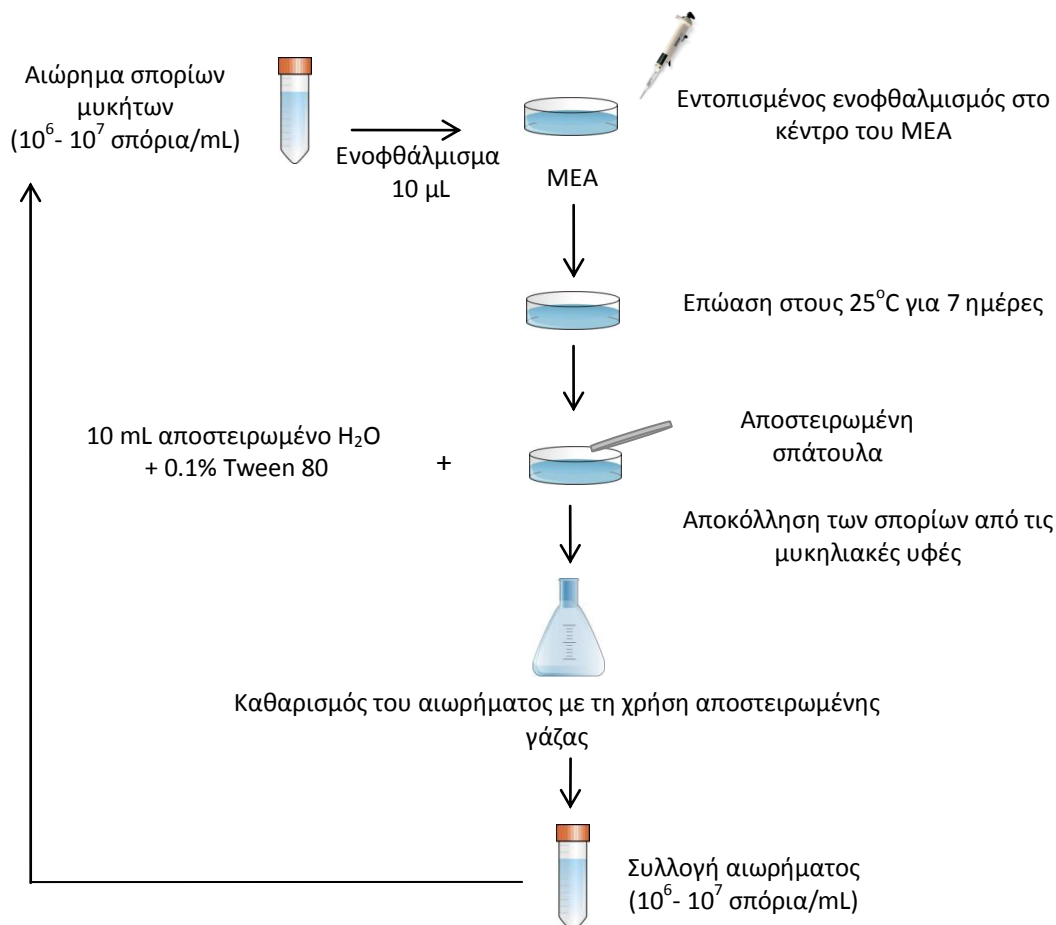 Αιώρημα σπορίων
μυκήτων
(10⁶- 10⁷ σπόρια/mL)
Ενοφθάλμισμα
10 μL
ΜΕΑ
Εντοπισμένος ενοφθαλμισμός στο
κέντρο του ΜΕΑ
Επώαση στους 25°C για 7 ημέρες
10 mL αποστειρωμένο H₂O
+ 0.1% Tween 80
+
Αποστειρωμένη
σπάτουλα
Αποκόλληση των σπορίων από τις
μυκηλιακές υφές
Καθαρισμός του αιωρήματος με τη χρήση αποστειρωμένης
γάζας
Συλλογή αιωρήματος
(10⁶- 10⁷ σπόρια/mL)